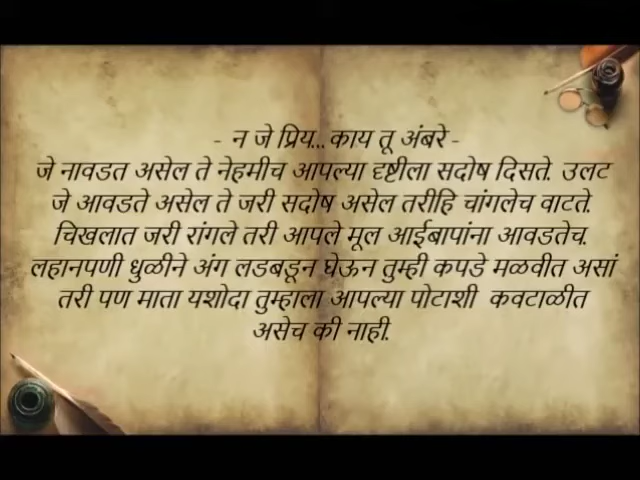 - न जे प्रिय... काय तू अंबरे -
जे नावडत असेल ते नेहमीच आपल्या दृष्टीला सदोष दिसते. उलट
जे आवडते असेल ते जरी सदोष असेल तरीहि चांगलेच वाटते.
चिखलात जरी रांगले तरी आपले मूल आईबापांना आवडतेच.
लहानपणी धुळीने अंग लडबडून घेऊन तुम्ही कपडे मळवीत असां
तरी पण माता यशोदा तुम्हाला आपल्या पोटाशी कवटाळीत
असेच की नाही.